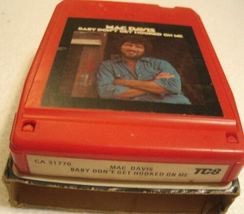 MAC DAVIS
BABY DON'T GET HOOKED ON ME
CA 31770
MAC DAVIS
BABY DON'T GET HOOKED ON ME
TC8